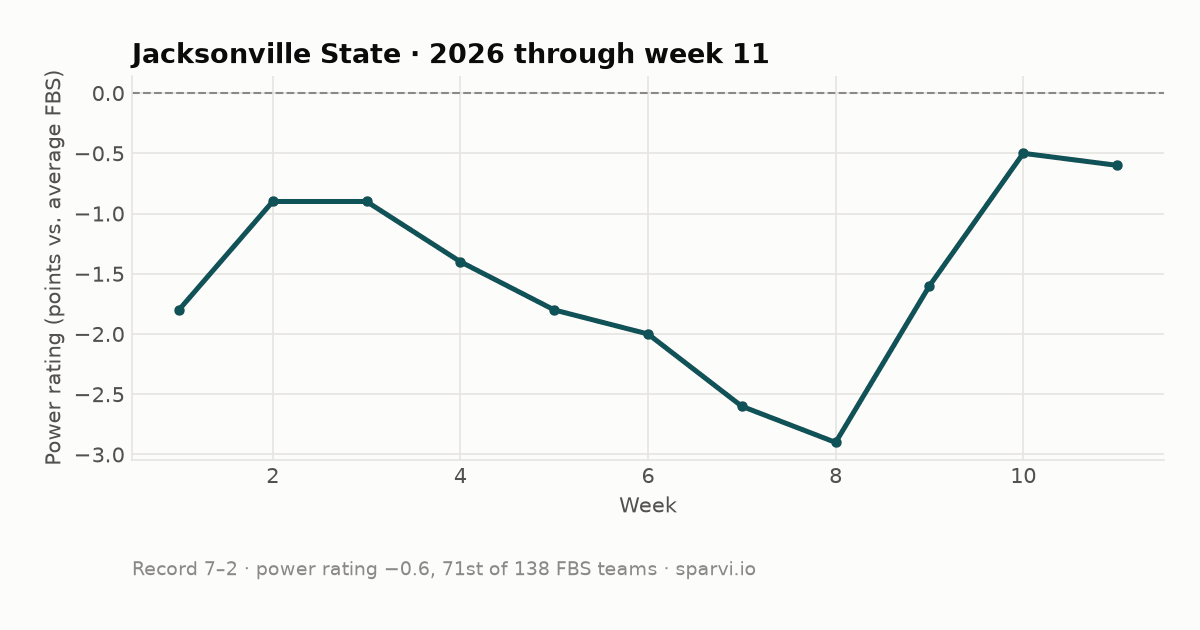 Jacksonville State · 2026 through week 11
Power rating (points vs. average FBS)
0.0
−0.5
−1.0
−1.5
−2.0
−2.5
−3.0
2 4 6 8 10
Week
Record 7–2 · power rating −0.6, 71st of 138 FBS teams · sparvi.io